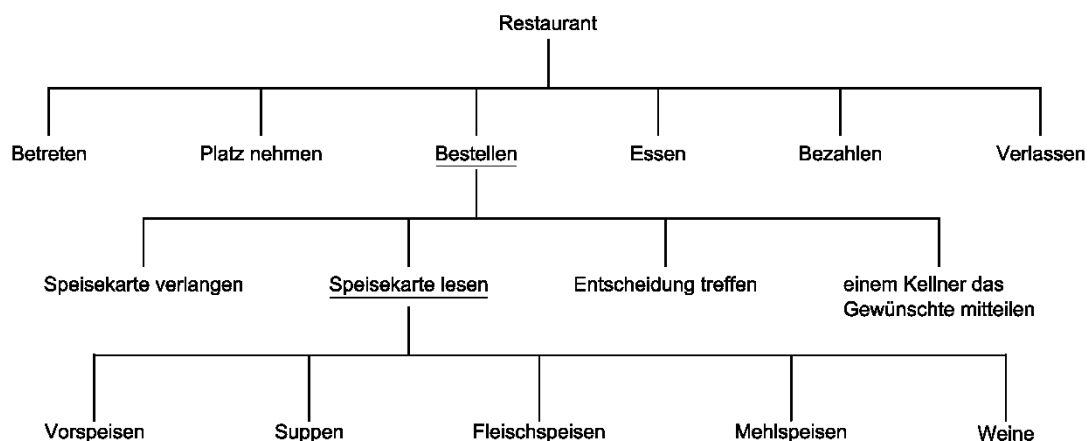 Restaurant
Betreten
Platz nehmen
Bestellen
Essen
Bezahlen
Verlassen
Speisekarte verlangen
Speisekarte lesen
Entscheidung treffen
einem Kellner das
Gewünschte mitteilen
Vorspeisen
Suppen
Fleischspeisen
Mehlspeisen
Weine